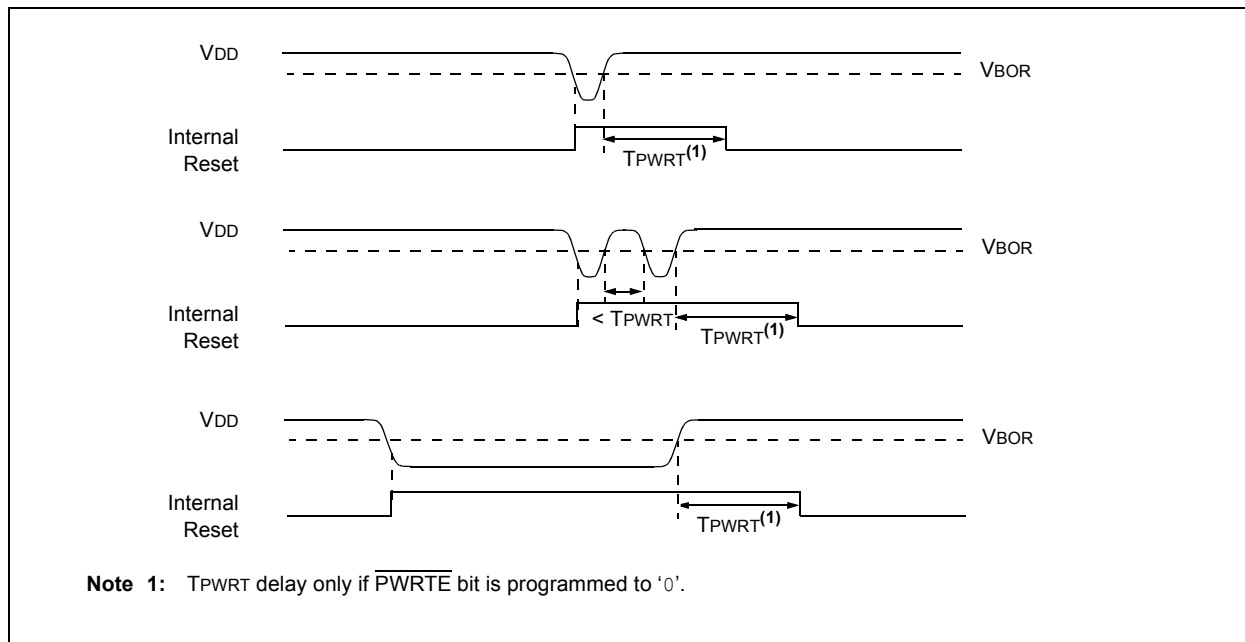 VDD
VBOR
Internal
Reset
TPWRT(1)
VDD
VBOR
Internal
Reset
< TPWRT
TPWRT(1)
VDD
VBOR
Internal
Reset
TPWRT(1)
Note 1: TPWRT delay only if PWRTE bit is programmed to ‘0’.